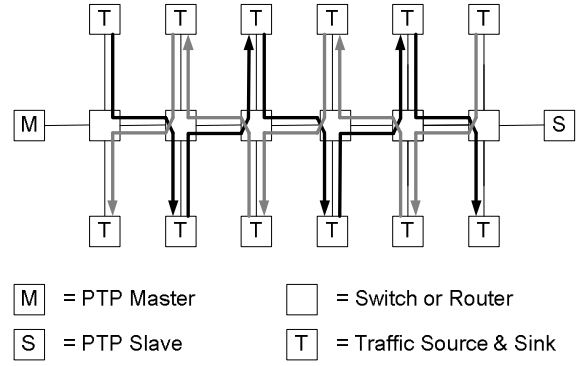 T T T T T T
M S
T T T T T T
M = PTP Master = Switch or Router
S = PTP Slave T = Traffic Source & Sink